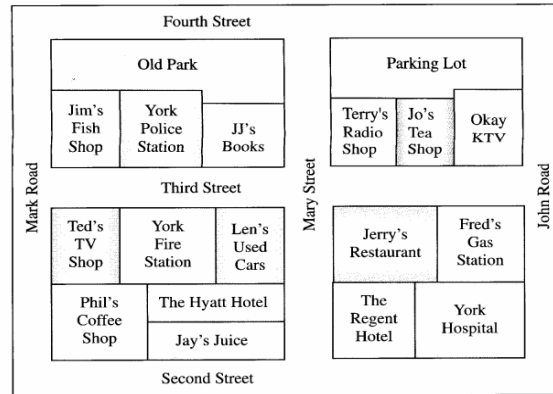 Fourth Street
Old Park
Parking Lot
Jim's
Fish
Shop
York
Police
Station
JJ's
Books
Terry's
Radio
Shop
Jo's
Tea
Shop
Okay
KTV
Mark Road
Third Street
Mary Street
John Road
Ted's
TV
Shop
York
Fire
Station
Len's
Used
Cars
Jerry's
Restaurant
Fred's
Gas
Station
Phil's
Coffee
Shop
The Hyatt Hotel
Jay's Juice
The
Regent
Hotel
York
Hospital
Second Street